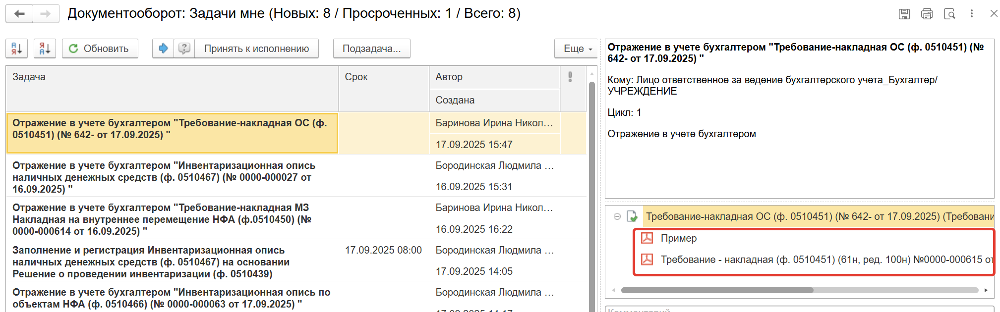 Документооборот: Задачи мне (Новых: 8 / Просроченных: 1 / Всего: 8)
Обновить
Принять к исполнению
Подзадача...
Еще
Задача
Срок
Автор
Создана
Отражение в учете бухгалтером "Требование-накладная ОС (ф.
0510451) (№ 642- от 17.09.2025) "
Баринова Ирина Никол...
17.09.2025 15:47
Отражение в учете бухгалтером "Инвентаризационная опись
наличных денежных средств (ф. 0510467) (№ 0000-000027 от
16.09.2025) "
Бородинская Людмила ...
16.09.2025 15:31
Отражение в учете бухгалтером "Требование-накладная МЗ
Накладная на внутреннее перемещение НФА (ф.0510450) (№
0000-000614 от 16.09.2025) "
Баринова Ирина Никол...
16.09.2025 16:22
Заполнение и регистрация Инвентаризационная опись
наличных денежных средств (ф. 0510467) на основании
Решение о проведении инвентаризации (ф. 0510439)
17.09.2025 08:00
Бородинская Людмила ...
17.09.2025 14:05
Отражение в учете бухгалтером "Инвентаризационная опись по
объектам НФА (ф. 0510466) (№ 0000-000063 от 17.09.2025) "
Бородинская Людмила ...
17.09.2025 14:17
Отражение в учете бухгалтером "Требование-накладная ОС (ф. 0510451) (№
642- от 17.09.2025) "
Кому: Лицо ответственное за ведение бухгалтерского учета_Бухгалтер/
УЧРЕЖДЕНИЕ
Цикл: 1
Отражение в учете бухгалтером
Требование-накладная ОС (ф. 0510451) (№ 642- от 17.09.2025) (Требовани
Пример
Требование - накладная (ф. 0510451) (61н, ред. 100н) №0000-000615 от
Комментарий